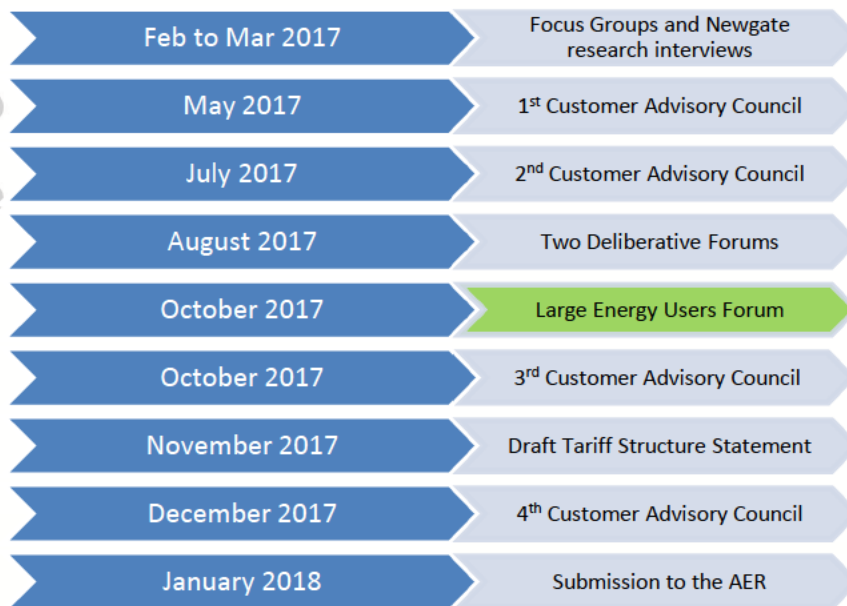 Feb to Mar 2017
Focus Groups and Newgate
research interviews
May 2017
1st Customer Advisory Council
July 2017
2nd Customer Advisory Council
August 2017
Two Deliberative Forums
October 2017
Large Energy Users Forum
October 2017
3rd Customer Advisory Council
November 2017
Draft Tariff Structure Statement
December 2017
4th Customer Advisory Council
January 2018
Submission to the AER